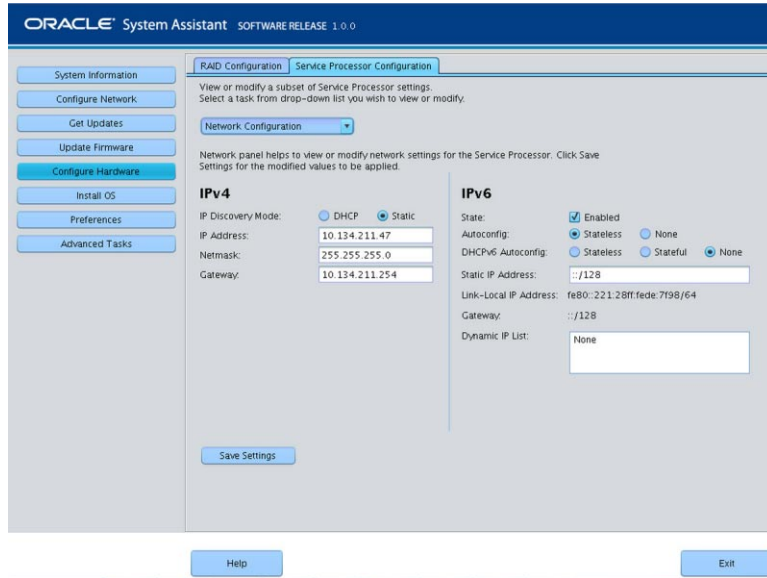 ORACLE® System Assistant SOFTWARE RELEASE 1.0.0
System Information
Configure Network
Get Updates
Update Firmware
Configure Hardware
Install OS
Preferences
Advanced Tasks
RAID Configuration Service Processor Configuration
View or modify a subset of Service Processor settings.
Select a task from drop-down list you wish to view or modify.
Network Configuration
Network panel helps to view or modify network settings for the Service Processor. Click Save
Settings for the modified values to be applied.
IPv4
IP Discovery Mode: DHCP Static
IP Address: 10.134.211.47
Netmask: 255.255.255.0
Gateway: 10.134.211.254
IPv6
State: Enabled
Autoconfig: Stateless None
DHCPv6 Autoconfig: Stateless Stateful None
Static IP Address: ::/128
Link-Local IP Address: fe80::221:28ff:fede:7f98/64
Gateway: ::/128
Dynamic IP List: None
Save Settings
Help Exit